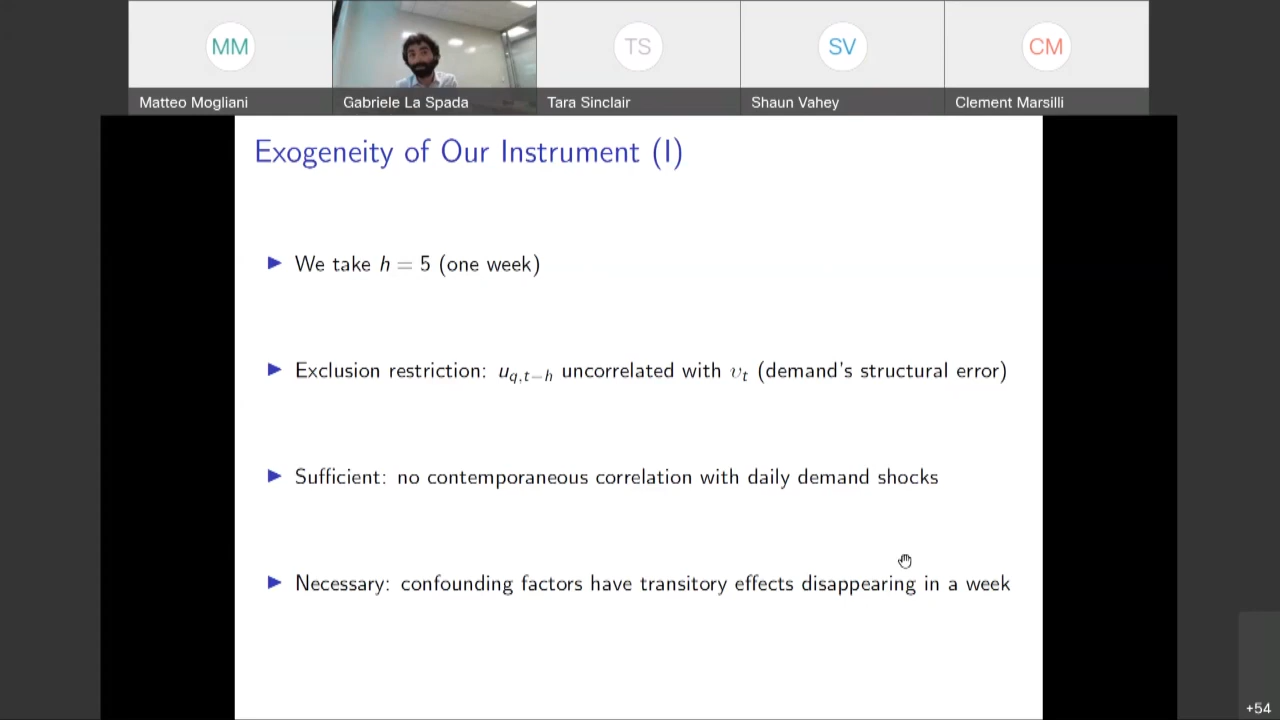 MM
TS
SV
CM
Matteo Mogliani
Gabriele La Spada
Tara Sinclair
Shaun Vahey
Clement Marsilli
Exogeneity of Our Instrument (I)
▶ We take h = 5 (one week)
▶ Exclusion restriction: u_{q,t−h} uncorrelated with υ_t (demand's structural error)
▶ Sufficient: no contemporaneous correlation with daily demand shocks
▶ Necessary: confounding factors have transitory effects disappearing in a week
+54